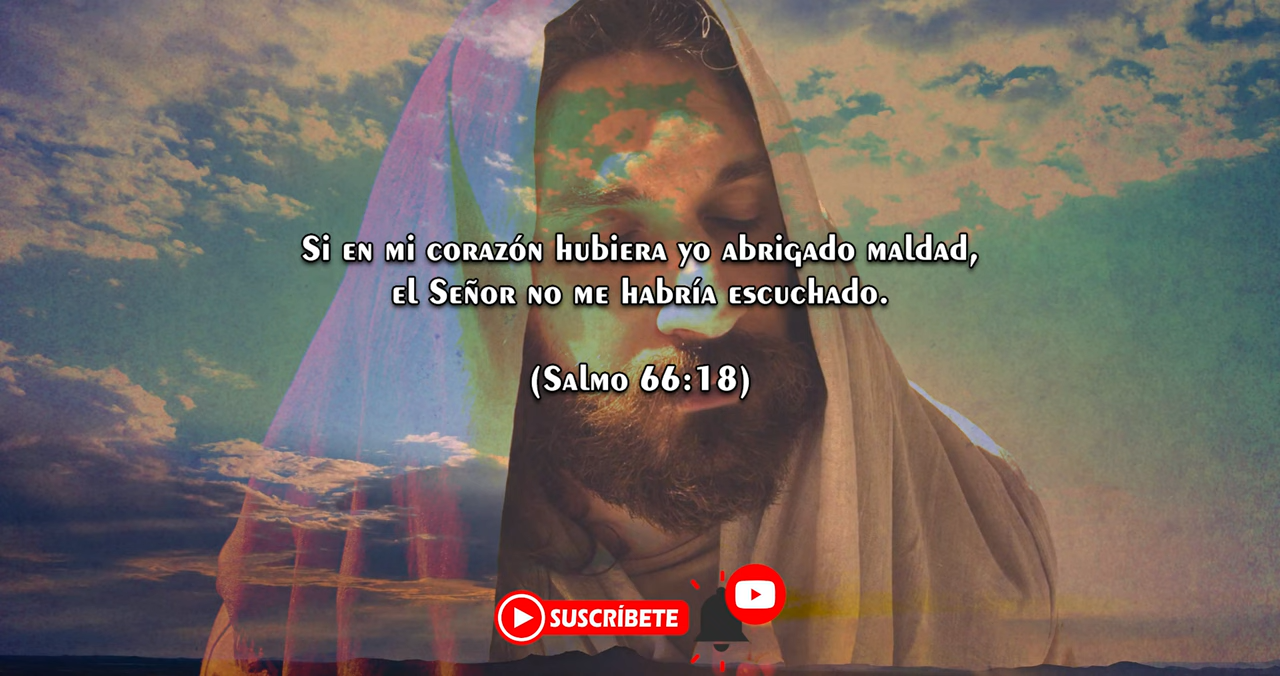 Si en mi corazón hubiera yo abrigado maldad,
el Señor no me habría escuchado.
(Salmo 66:18)
SUSCRÍBETE